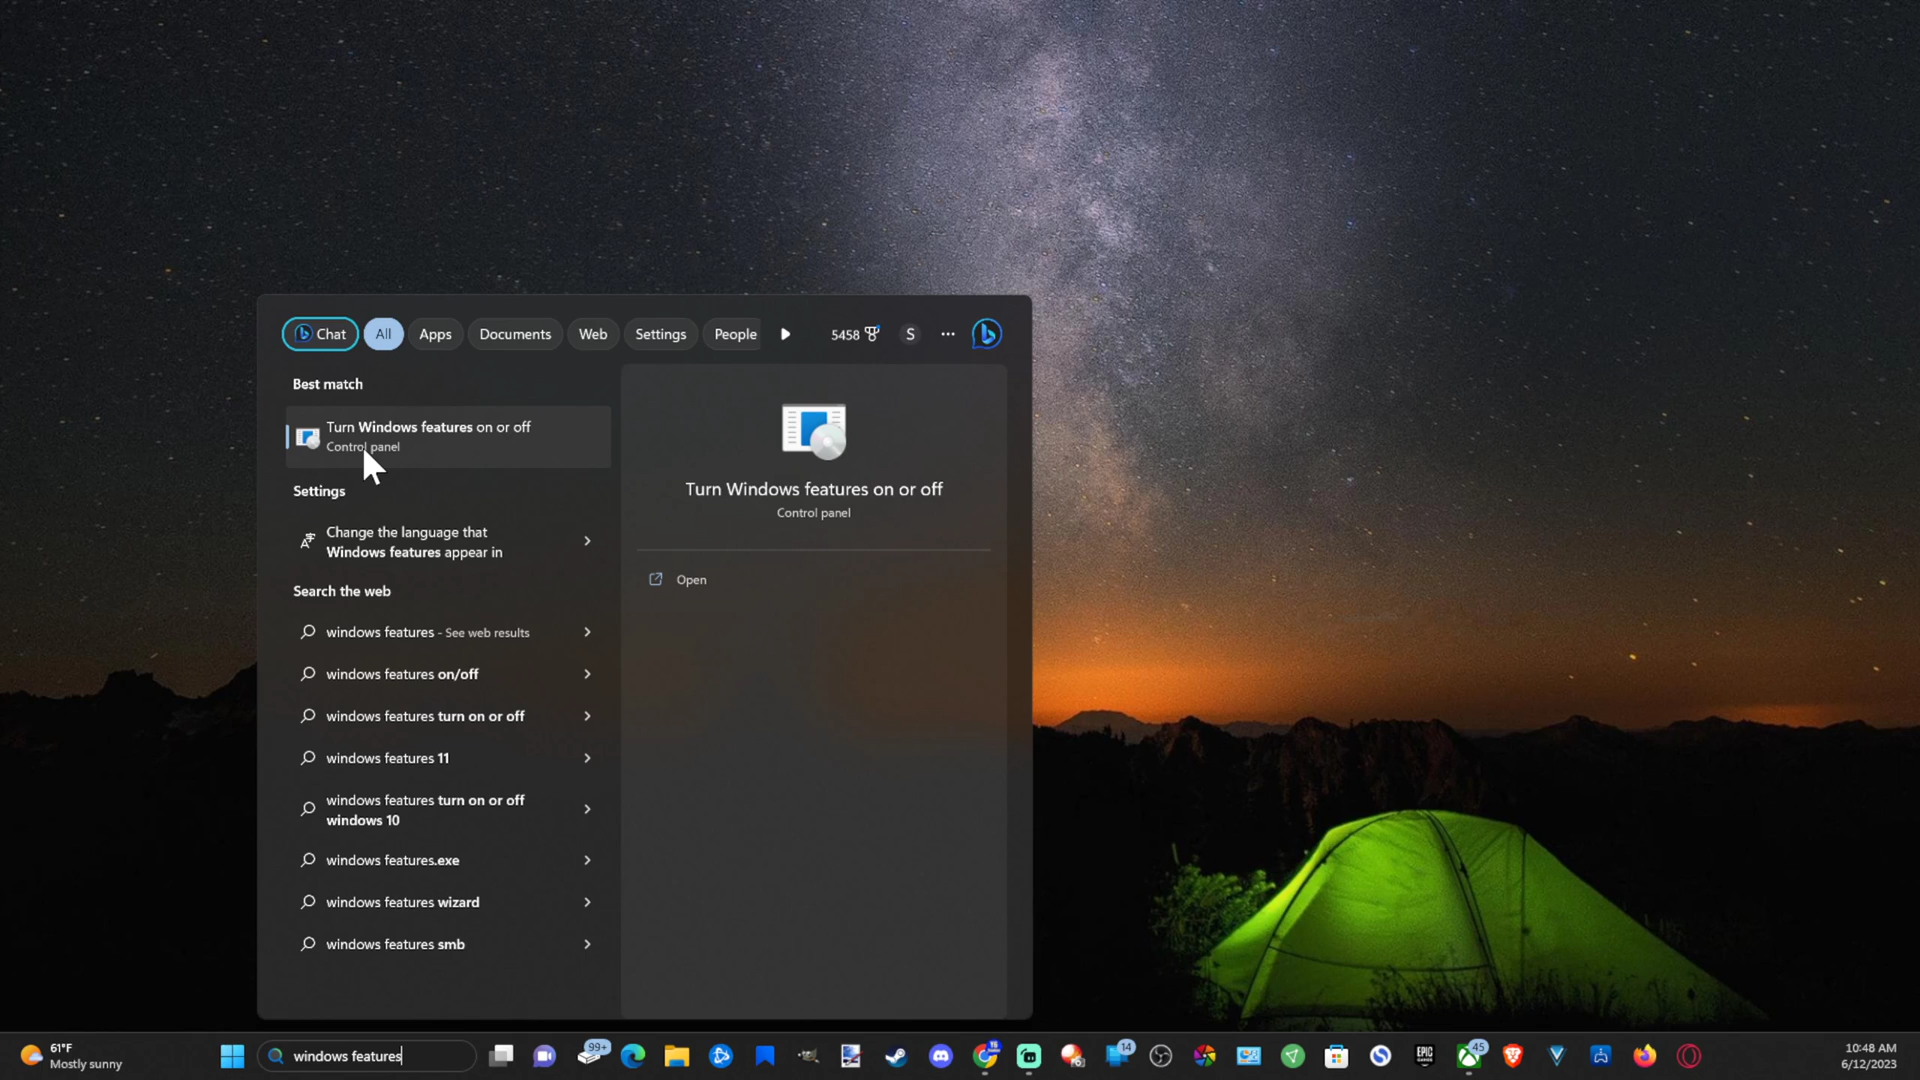 Chat
All
Apps
Documents
Web
Settings
People
5458
S
Best match
Turn Windows features on or off
Control panel
Settings
Change the language that
Windows features appear in
Search the web
windows features - See web results
windows features on/off
windows features turn on or off
windows features 11
windows features turn on or off
windows 10
windows features.exe
windows features wizard
windows features smb
Turn Windows features on or off
Control panel
Open
61°F
Mostly sunny
windows features
99+
14
EPIC
45
10:48 AM
6/12/2023